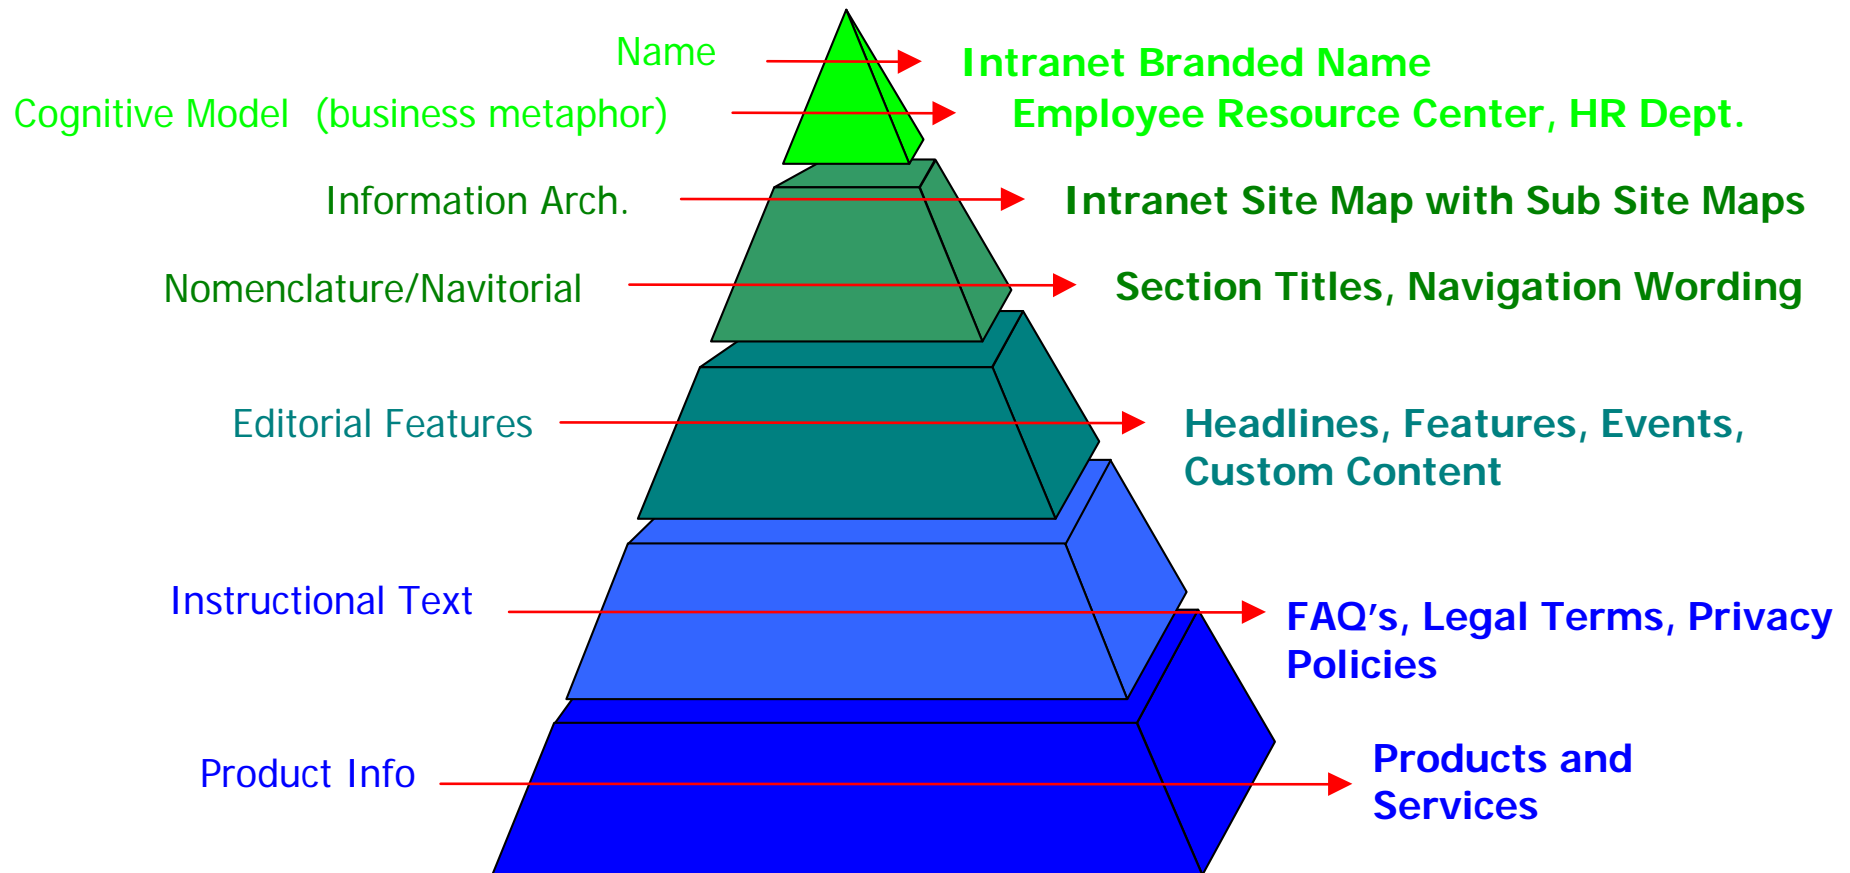 Name
Intranet Branded Name
Cognitive Model (business metaphor)
Employee Resource Center, HR Dept.
Information Arch.
Intranet Site Map with Sub Site Maps
Nomenclature/Navitorial
Section Titles, Navigation Wording
Editorial Features
Headlines, Features, Events,
Custom Content
Instructional Text
FAQ’s, Legal Terms, Privacy
Policies
Product Info
Products and
Services